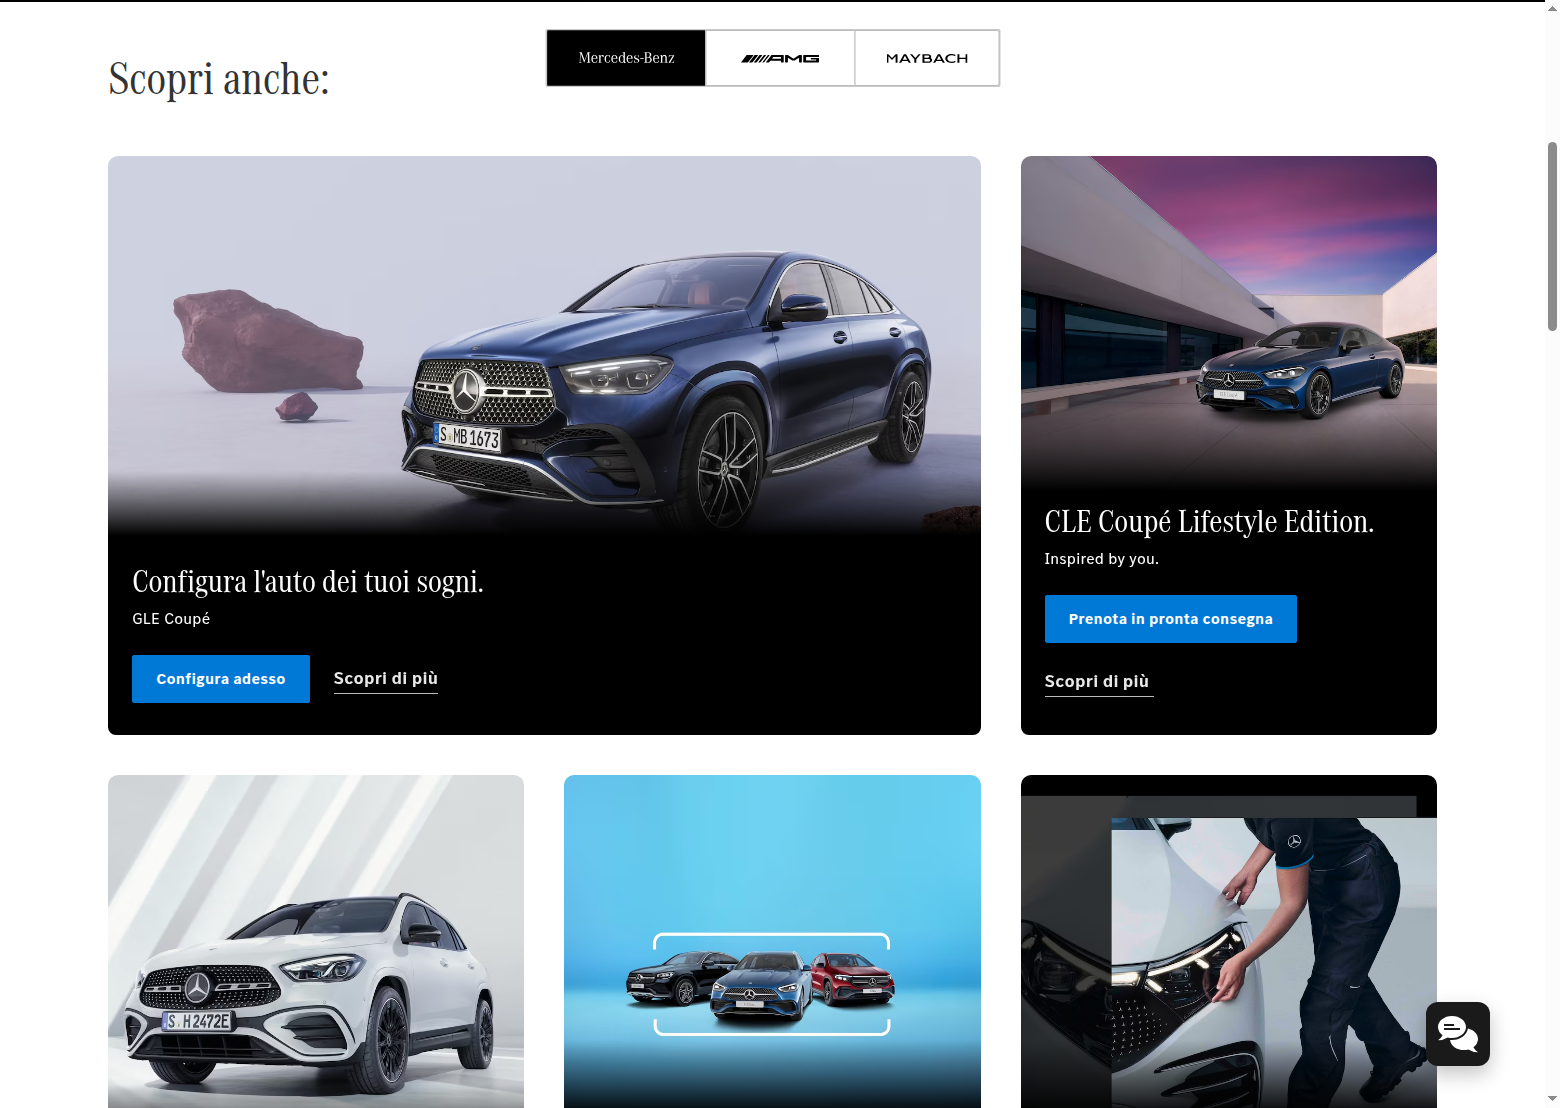 Scopri anche:
Mercedes-Benz
AMG
MAYBACH
S MB 1673
Configura l'auto dei tuoi sogni.
GLE Coupé
Configura adesso
Scopri di più
CLE Coupé Lifestyle Edition.
Inspired by you.
Prenota in pronta consegna
Scopri di più
S H 2472E